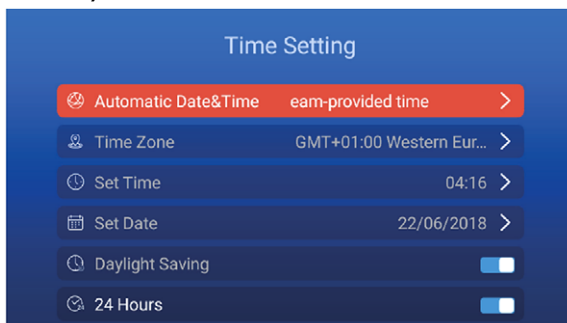 Time Setting
Automatic Date&Time eam-provided time
Time Zone GMT+01:00 Western Eur...
Set Time 04:16
Set Date 22/06/2018
Daylight Saving
24 Hours